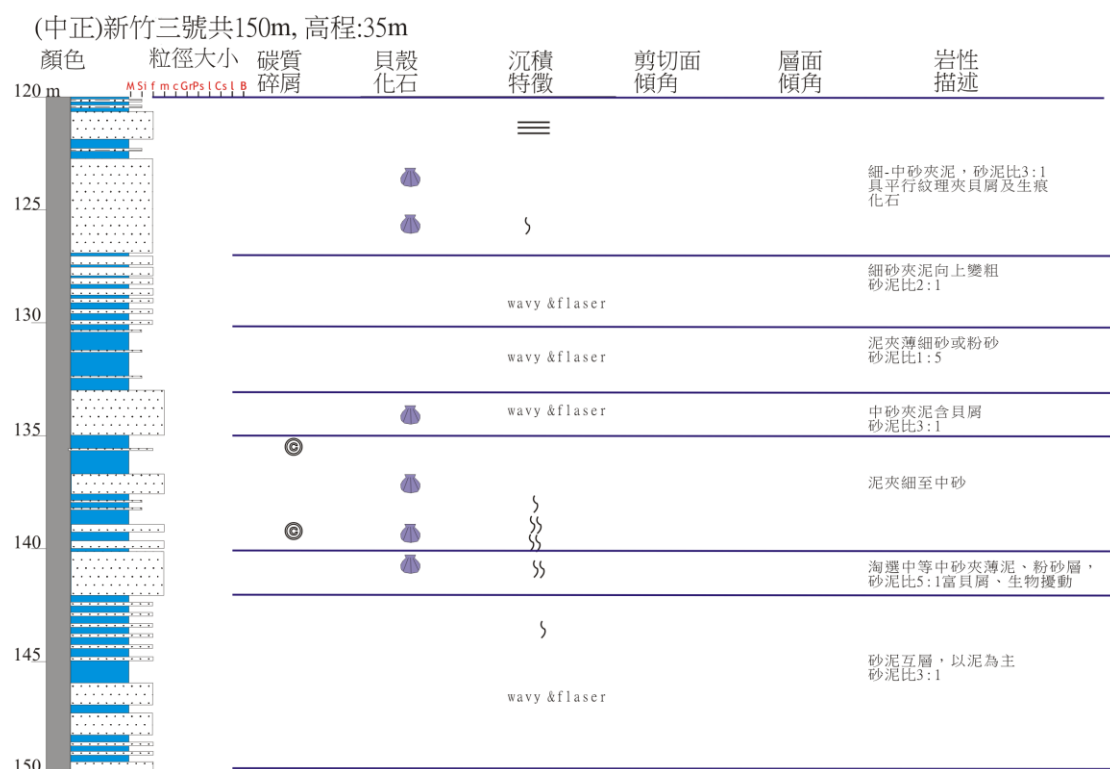 (中正)新竹三號共150m, 高程:35m
顏色 粒徑大小 碳質 貝殼 沉積 剪切面 層面 岩性
碎屑 化石 特徵 傾角 傾角 描述
120 m M Si f m c Gr Ps l C s l B
細-中砂夾泥，砂泥比3:1
具平行紋理夾貝屑及生痕
化石
125
細砂夾泥向上變粗
砂泥比2:1
wavy &flaser
130
泥夾薄細砂或粉砂
砂泥比1:5
wavy &flaser
wavy &flaser
中砂夾泥含貝屑
砂泥比3:1
135
C
泥夾細至中砂
C
140
淘選中等中砂夾薄泥、粉砂層，
砂泥比5:1富貝屑、生物擾動
145
砂泥互層，以泥為主
砂泥比3:1
wavy &flaser
150